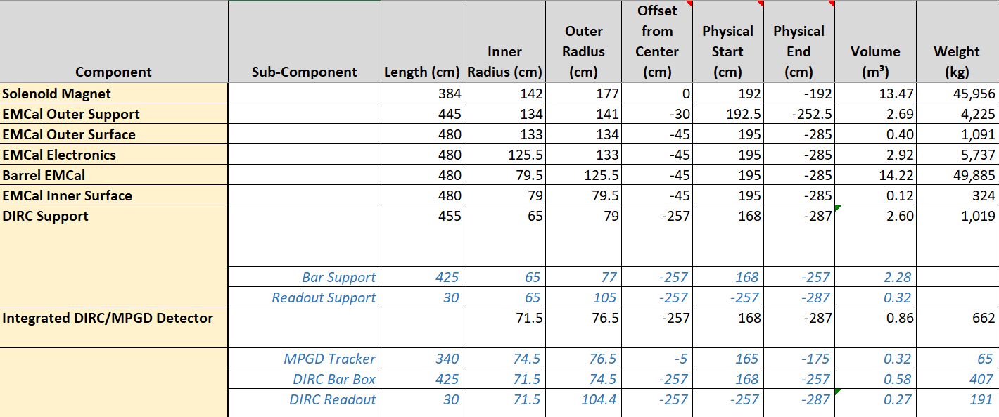 Component Sub-Component Length (cm) Inner Radius (cm) Outer Radius (cm) Offset from Center (cm) Physical Start (cm) Physical End (cm) Volume (m³) Weight (kg)
Solenoid Magnet 384 142 177 0 192 -192 13.47 45,956
EMCal Outer Support 445 134 141 -30 192.5 -252.5 2.69 4,225
EMCal Outer Surface 480 133 134 -45 195 -285 0.40 1,091
EMCal Electronics 480 125.5 133 -45 195 -285 2.92 5,737
Barrel EMCal 480 79.5 125.5 -45 195 -285 14.22 49,885
EMCal Inner Surface 480 79 79.5 -45 195 -285 0.12 324
DIRC Support 455 65 79 -257 168 -287 2.60 1,019
Bar Support 425 65 77 -257 168 -257 2.28
Readout Support 30 65 105 -257 -257 -287 0.32
Integrated DIRC/MPGD Detector 71.5 76.5 -257 168 -287 0.86 662
MPGD Tracker 340 74.5 76.5 -5 165 -175 0.32 65
DIRC Bar Box 425 71.5 74.5 -257 168 -257 0.58 407
DIRC Readout 30 71.5 104.4 -257 -257 -287 0.27 191